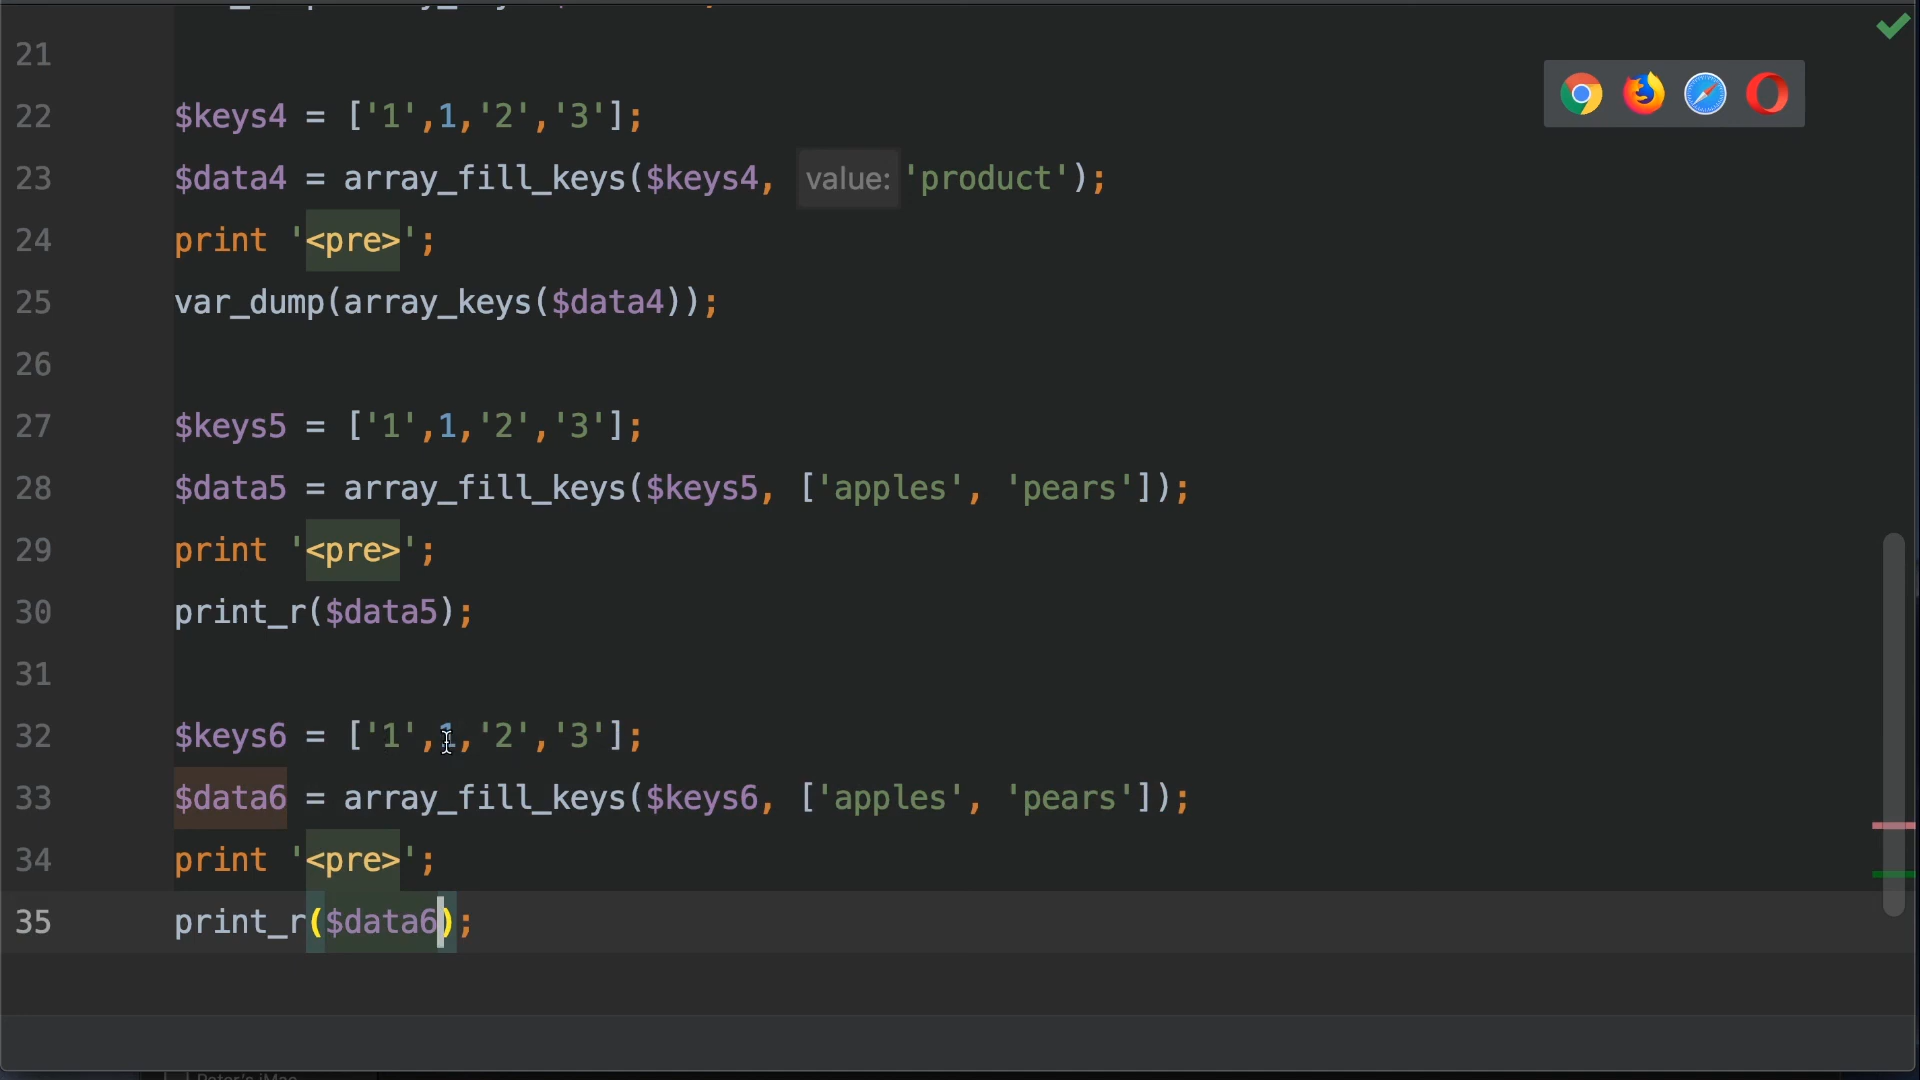 21
22 $keys4 = ['1',1,'2','3'];
23 $data4 = array_fill_keys($keys4, value: 'product');
24 print '<pre>';
25 var_dump(array_keys($data4));
26
27 $keys5 = ['1',1,'2','3'];
28 $data5 = array_fill_keys($keys5, ['apples', 'pears']);
29 print '<pre>';
30 print_r($data5);
31
32 $keys6 = ['1',1,'2','3'];
33 $data6 = array_fill_keys($keys6, ['apples', 'pears']);
34 print '<pre>';
35 print_r($data6);